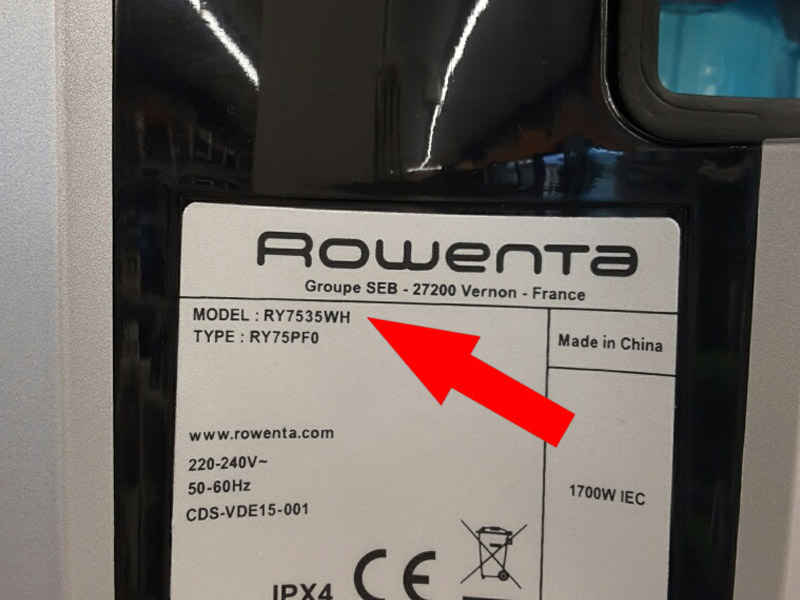 Rowenta
Groupe SEB - 27200 Vernon - France
MODEL : RY7535WH
TYPE : RY75PF0
Made in China
www.rowenta.com
220-240V~
50-60Hz
CDS-VDE15-001
1700W IEC
IPX4 CE